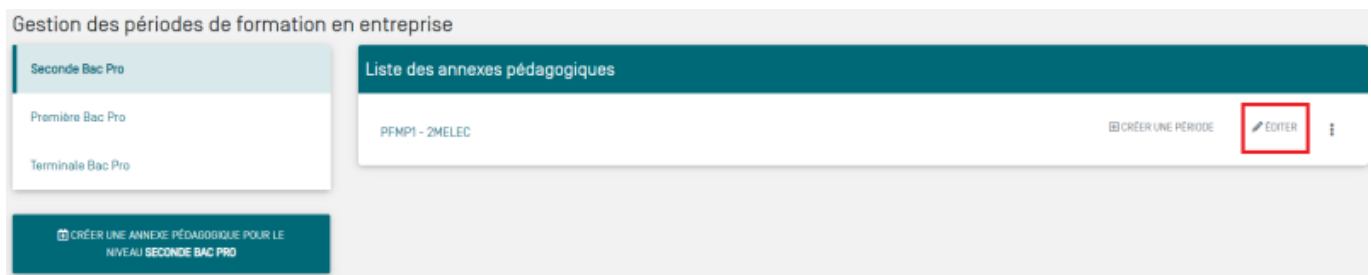 Gestion des périodes de formation en entreprise
Seconde Bac Pro
Première Bac Pro
Terminale Bac Pro
CRÉER UNE ANNEXE PÉDAGOGIQUE POUR LE
NIVEAU SECONDE BAC PRO
Liste des annexes pédagogiques
PFMP1 - 2MELEC
CRÉER UNE PÉRIODE
ÉDITER